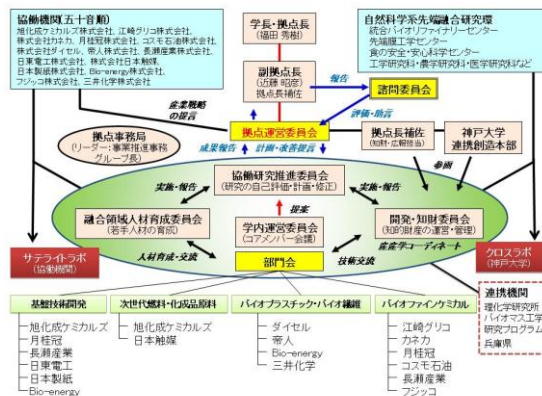 協働機関(五十音順)
旭化成ケミカルズ株式会社、江崎グリコ株式会社、
株式会社カネカ、月桂冠株式会社、コスモ石油株式会社、
株式会社ダイセル、帝人株式会社、長瀬産業株式会社、
日東電工株式会社、株式会社日本触媒、
日本製紙株式会社、Bio-energy株式会社、
フジッコ株式会社、三井化学株式会社
学長・拠点長
(福田 秀樹)
自然科学系先端融合研究環
統合バイオリファイナリーセンター
先端膜工学センター
食の安全・安心科学センター
工学研究科・農学研究科・医学研究科など
副拠点長
(近藤 昭彦)
拠点長補佐
報告
諮問委員会
産業戦略
の提言
評価・助言
拠点運営委員会
拠点事務局
(リーダー:事業推進事務
グループ長)
拠点長補佐
(知財・広報担当)
神戸大学
連携創造本部
成果報告
計画・改善提言
参画
協働研究推進委員会
(研究の自己評価・計画・修正)
実施・報告
実施・報告
提案
融合領域人材育成委員会
(若手人材の育成)
学内運営委員会
(コアメンバー会議)
開発・知財委員会
(知的財産の運営・管理)
産産学コーディネート
人材育成・交流
部門会
技術交流
サテライトラボ
(協働機関)
クロスラボ
(神戸大学)
連携機関
理化学研究所
バイオマス工学
研究プログラム
兵庫県
基盤技術開発
旭化成ケミカルズ
月桂冠
長瀬産業
日東電工
日本製紙
Bio-energy
次世代燃料・化成品原料
旭化成ケミカルズ
日本触媒
バイオプラスチック・バイオ繊維
ダイセル
帝人
Bio-energy
三井化学
バイオファインケミカル
江崎グリコ
カネカ
月桂冠
コスモ石油
長瀬産業
フジッコ